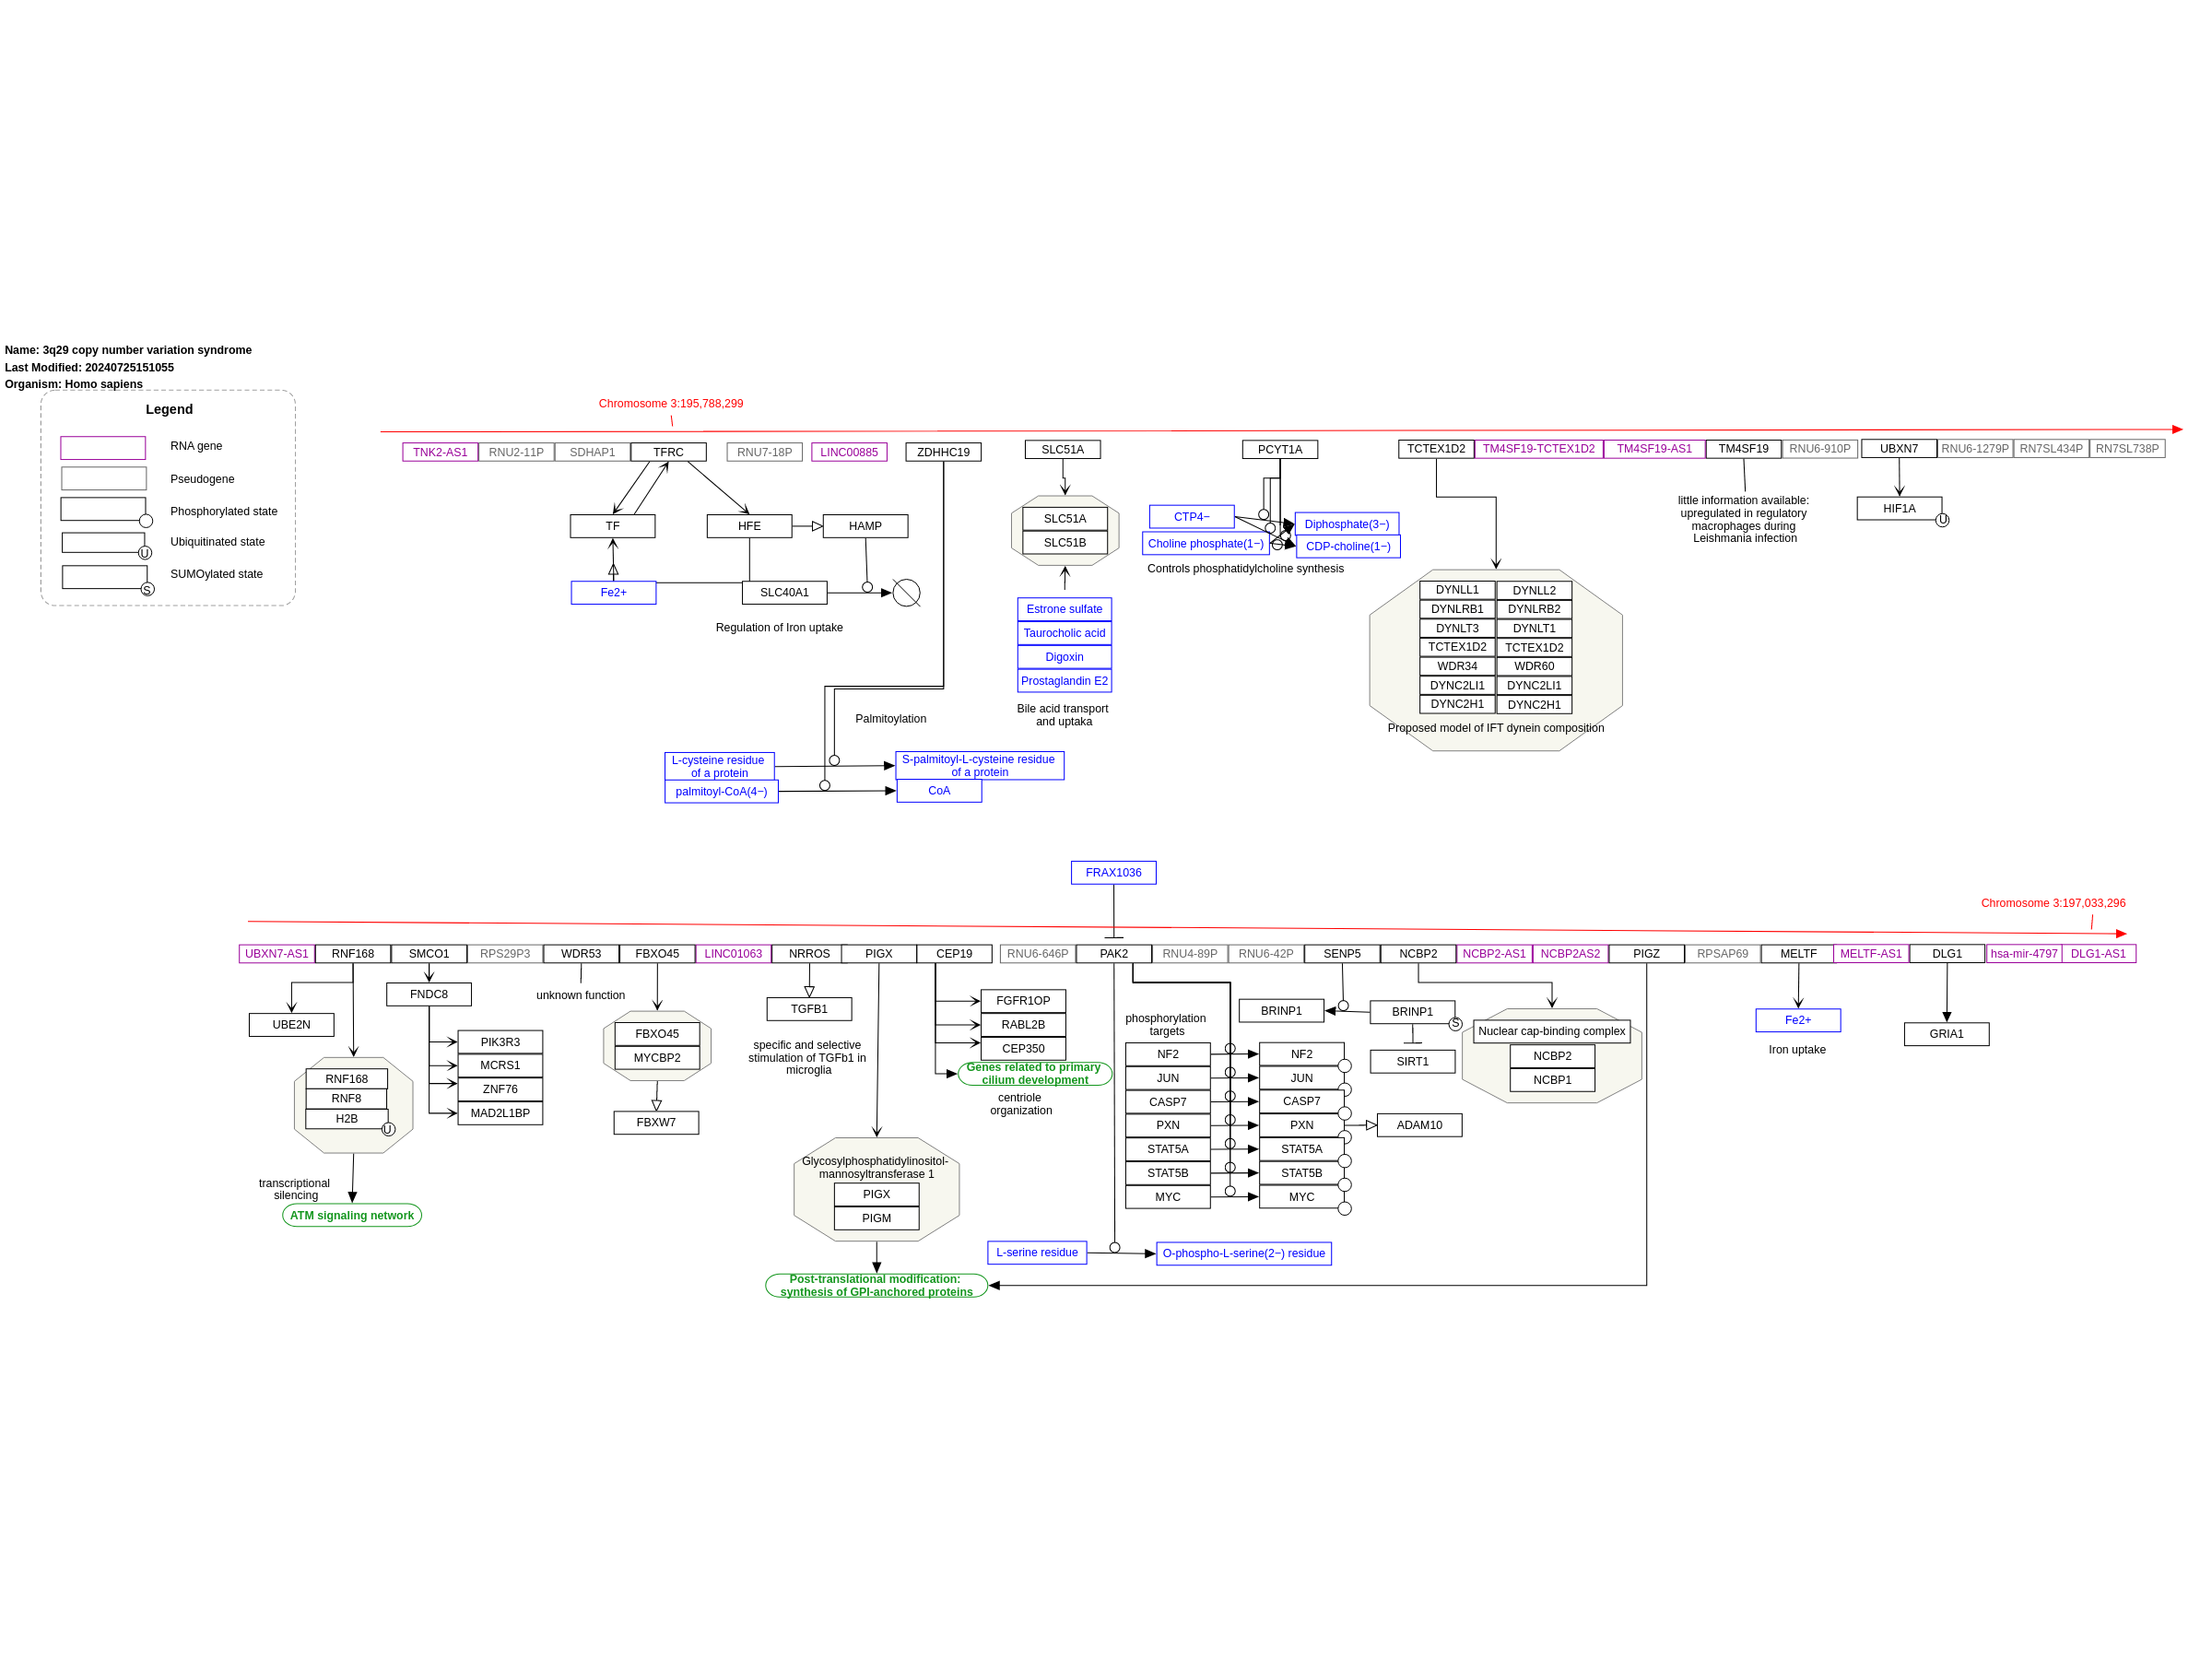 Name: 3q29 copy number variation syndrome
Last Modified: 20240725151055
Organism: Homo sapiens
Legend
RNA gene
Pseudogene
Phosphorylated state
U
Ubiquitinated state
S
SUMOylated state
Chromosome 3:195,788,299
TNK2-AS1
RNU2-11P
SDHAP1
TFRC
RNU7-18P
LINC00885
ZDHHC19
SLC51A
PCYT1A
TCTEX1D2
TM4SF19-TCTEX1D2
TM4SF19-AS1
TM4SF19
RNU6-910P
UBXN7
RNU6-1279P
RN7SL434P
RN7SL738P
TF
HFE
HAMP
Fe2+
SLC40A1
Regulation of Iron uptake
Palmitoylation
L-cysteine residue
of a protein
palmitoyl-CoA(4−)
S-palmitoyl-L-cysteine residue
of a protein
CoA
SLC51A
SLC51B
Estrone sulfate
Taurocholic acid
Digoxin
Prostaglandin E2
Bile acid transport
and uptaka
CTP4−
Choline phosphate(1−)
Diphosphate(3−)
CDP-choline(1−)
Controls phosphatidylcholine synthesis
DYNLL1
DYNLL2
DYNLRB1
DYNLRB2
DYNLT3
DYNLT1
TCTEX1D2
TCTEX1D2
WDR34
WDR60
DYNC2LI1
DYNC2LI1
DYNC2H1
DYNC2H1
Proposed model of IFT dynein composition
little information available:
upregulated in regulatory
macrophages during
Leishmania infection
HIF1A
U
FRAX1036
Chromosome 3:197,033,296
UBXN7-AS1
RNF168
SMCO1
RPS29P3
WDR53
FBXO45
LINC01063
NRROS
PIGX
CEP19
RNU6-646P
PAK2
RNU4-89P
RNU6-42P
SENP5
NCBP2
NCBP2-AS1
NCBP2AS2
PIGZ
RPSAP69
MELTF
MELTF-AS1
DLG1
hsa-mir-4797
DLG1-AS1
UBE2N
RNF168
RNF8
H2B
U
transcriptional
silencing
ATM signaling network
FNDC8
PIK3R3
MCRS1
ZNF76
MAD2L1BP
unknown function
FBXO45
MYCBP2
FBXW7
TGFB1
specific and selective
stimulation of TGFb1 in
microglia
Glycosylphosphatidylinositol-
mannosyltransferase 1
PIGX
PIGM
Post-translational modification:
synthesis of GPI-anchored proteins
FGFR1OP
RABL2B
CEP350
Genes related to primary
cilium development
centriole
organization
phosphorylation
targets
NF2
NF2
JUN
JUN
CASP7
CASP7
PXN
PXN
STAT5A
STAT5A
STAT5B
STAT5B
MYC
MYC
ADAM10
L-serine residue
O-phospho-L-serine(2−) residue
BRINP1
BRINP1
S
SIRT1
Nuclear cap-binding complex
NCBP2
NCBP1
Fe2+
Iron uptake
GRIA1